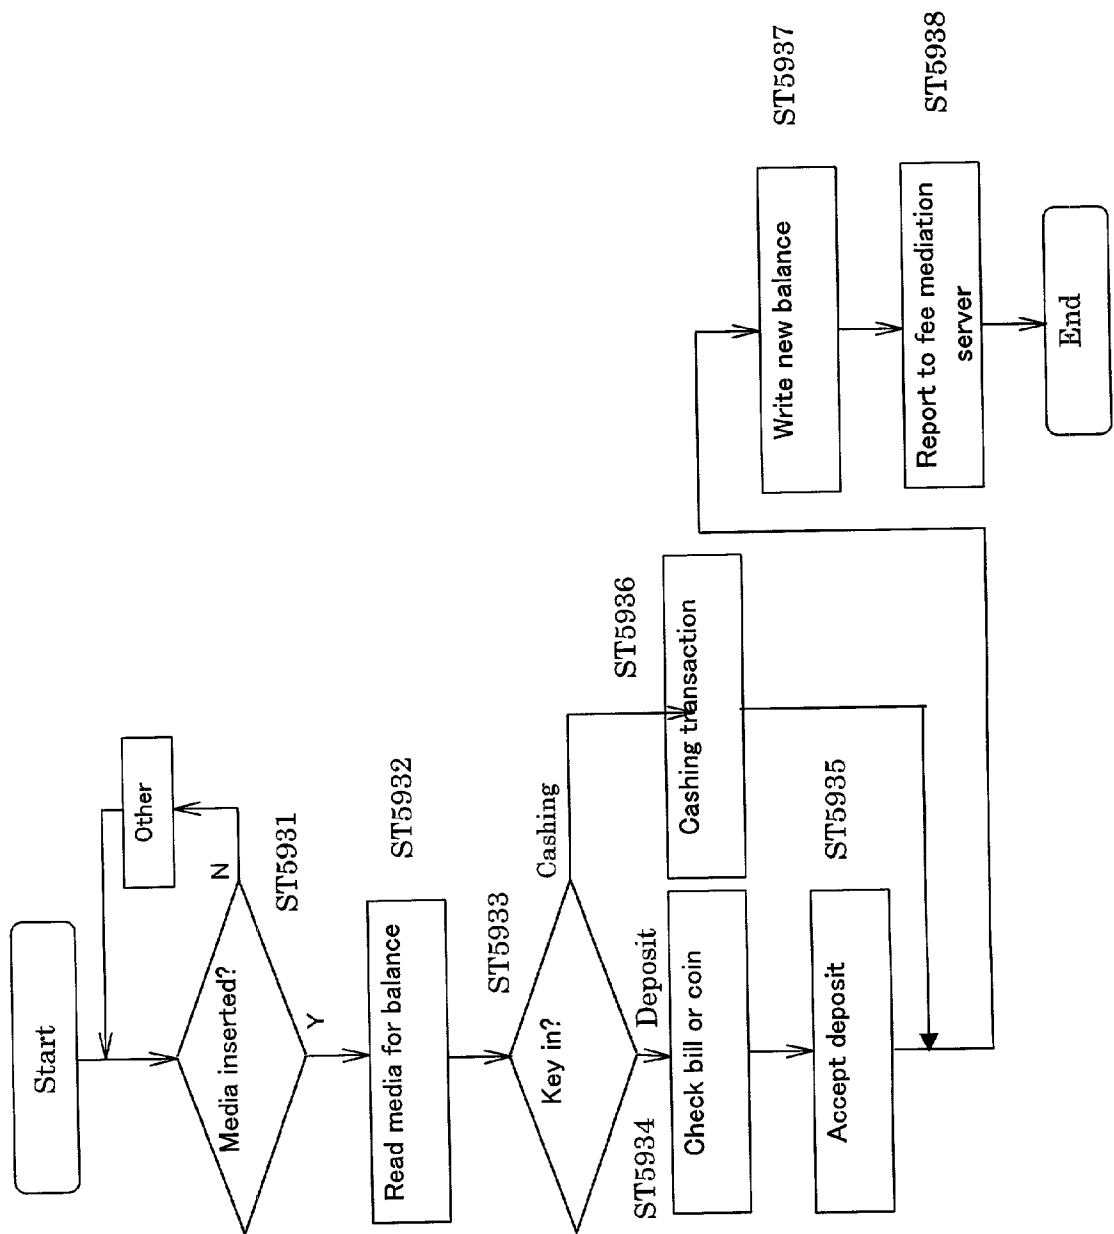 Start
Other
Media inserted?
N
ST5931
Y
Read media for balance
ST5932
Key in?
ST5933
Cashing
Deposit
ST5934
Check bill or coin
Cashing transaction
ST5936
Accept deposit
ST5935
Write new balance
ST5937
Report to fee mediation
server
ST5938
End